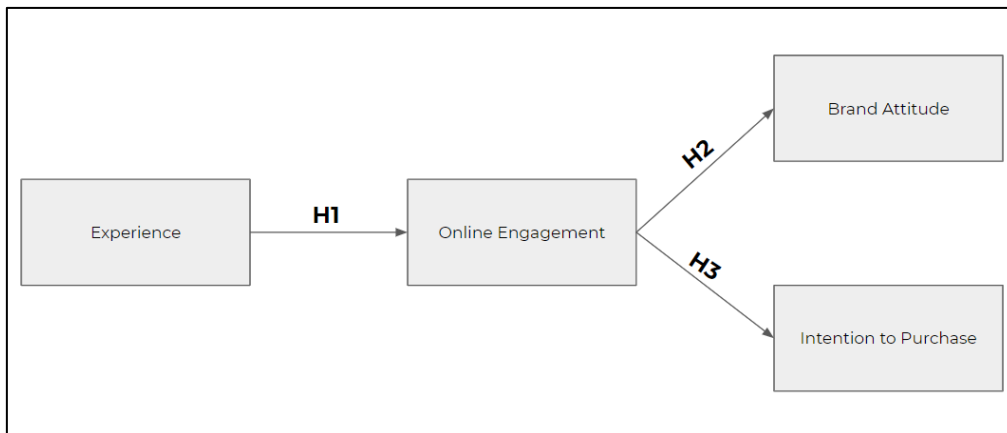 Experience
H1
Online Engagement
H2
Brand Attitude
H3
Intention to Purchase